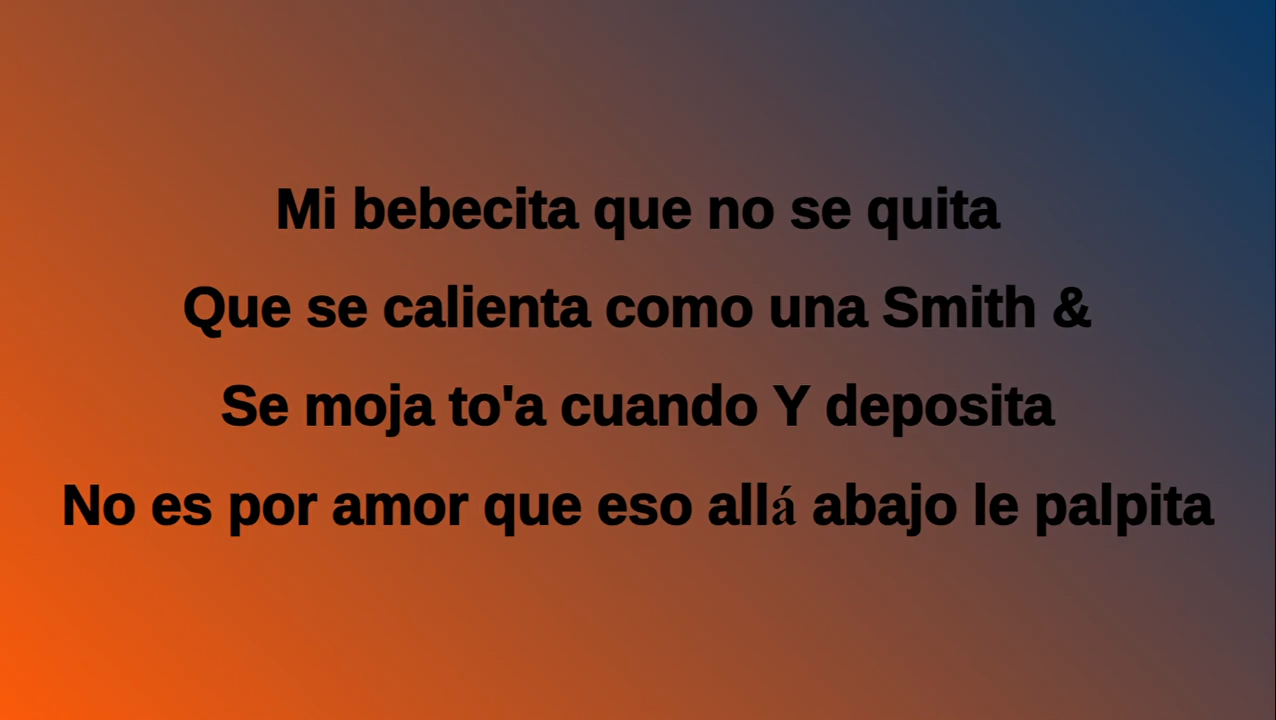 Mi bebecita que no se quita
Que se calienta como una Smith &
Se moja to'a cuando Y deposita
No es por amor que eso allá abajo le palpita